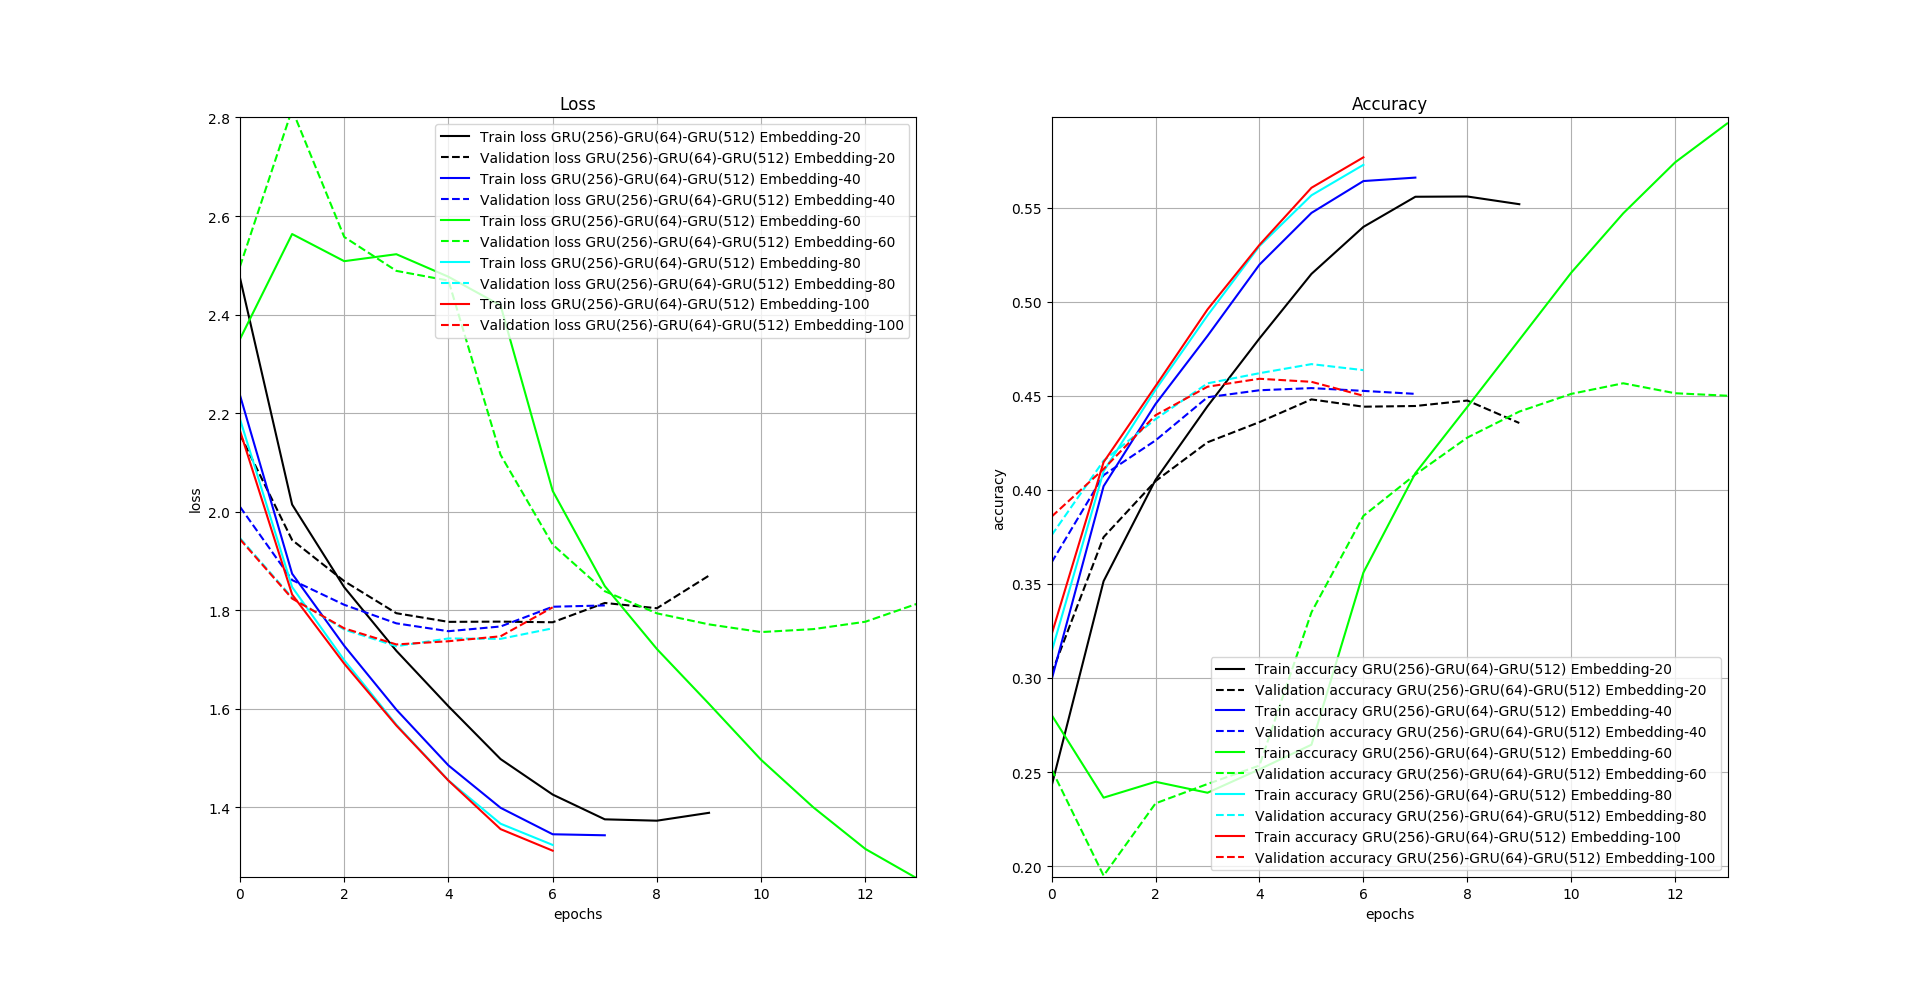 Loss
2.8
2.6
2.4
2.2
2.0
1.8
1.6
1.4
loss
0 2 4 6 8 10 12
epochs
Train loss GRU(256)-GRU(64)-GRU(512) Embedding-20
Validation loss GRU(256)-GRU(64)-GRU(512) Embedding-20
Train loss GRU(256)-GRU(64)-GRU(512) Embedding-40
Validation loss GRU(256)-GRU(64)-GRU(512) Embedding-40
Train loss GRU(256)-GRU(64)-GRU(512) Embedding-60
Validation loss GRU(256)-GRU(64)-GRU(512) Embedding-60
Train loss GRU(256)-GRU(64)-GRU(512) Embedding-80
Validation loss GRU(256)-GRU(64)-GRU(512) Embedding-80
Train loss GRU(256)-GRU(64)-GRU(512) Embedding-100
Validation loss GRU(256)-GRU(64)-GRU(512) Embedding-100
Accuracy
0.55
0.50
0.45
0.40
0.35
0.30
0.25
0.20
accuracy
0 2 4 6 8 10 12
epochs
Train accuracy GRU(256)-GRU(64)-GRU(512) Embedding-20
Validation accuracy GRU(256)-GRU(64)-GRU(512) Embedding-20
Train accuracy GRU(256)-GRU(64)-GRU(512) Embedding-40
Validation accuracy GRU(256)-GRU(64)-GRU(512) Embedding-40
Train accuracy GRU(256)-GRU(64)-GRU(512) Embedding-60
Validation accuracy GRU(256)-GRU(64)-GRU(512) Embedding-60
Train accuracy GRU(256)-GRU(64)-GRU(512) Embedding-80
Validation accuracy GRU(256)-GRU(64)-GRU(512) Embedding-80
Train accuracy GRU(256)-GRU(64)-GRU(512) Embedding-100
Validation accuracy GRU(256)-GRU(64)-GRU(512) Embedding-100